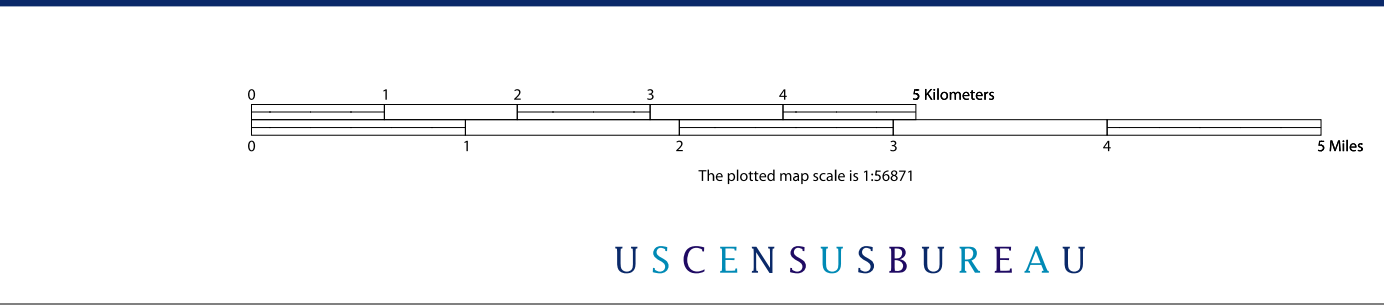 0 1 2 3 4 5 Kilometers
0 1 2 3 4 5 Miles
The plotted map scale is 1:56871
USCENSUSBUREAU